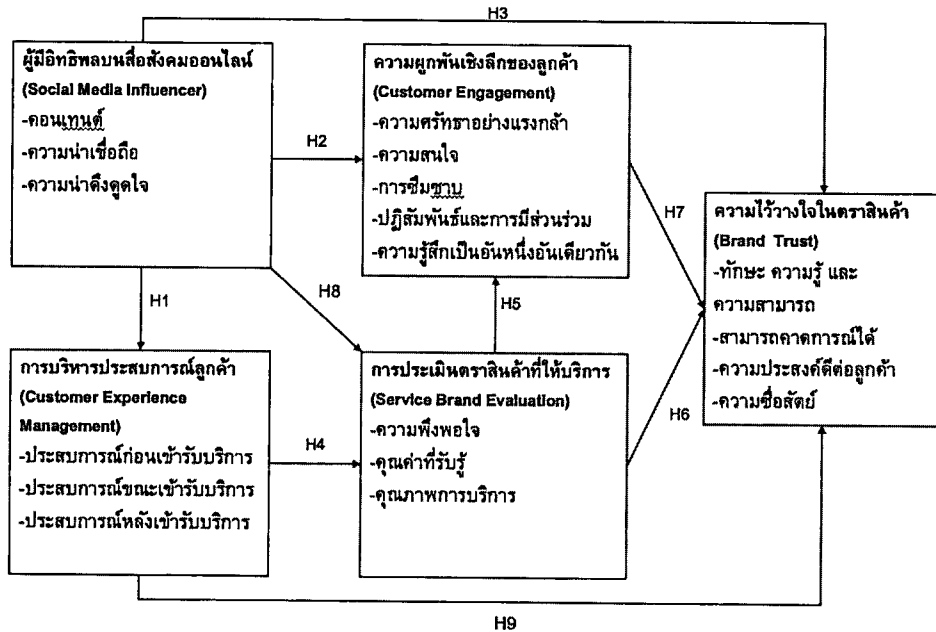 H3
ผู้มีอิทธิพลบนสื่อสังคมออนไลน์
(Social Media Influencer)
-คอนเทนต์
-ความน่าเชื่อถือ
-ความน่าดึงดูดใจ
H2
ความผูกพันเชิงลึกของลูกค้า
(Customer Engagement)
-ความศรัทธาอย่างแรงกล้า
-ความสนใจ
-การซึมซาบ
-ปฏิสัมพันธ์และการมีส่วนร่วม
-ความรู้สึกเป็นอันหนึ่งอันเดียวกัน
H7
ความไว้วางใจในตราสินค้า
(Brand Trust)
-ทักษะ ความรู้ และ
ความสามารถ
-สามารถคาดการณ์ได้
-ความประสงค์ดีต่อลูกค้า
-ความซื่อสัตย์
H1
H8
H5
การบริหารประสบการณ์ลูกค้า
(Customer Experience
Management)
-ประสบการณ์ก่อนเข้ารับบริการ
-ประสบการณ์ขณะเข้ารับบริการ
-ประสบการณ์หลังเข้ารับบริการ
H4
การประเมินตราสินค้าที่ให้บริการ
(Service Brand Evaluation)
-ความพึงพอใจ
-คุณค่าที่รับรู้
-คุณภาพการบริการ
H6
H9